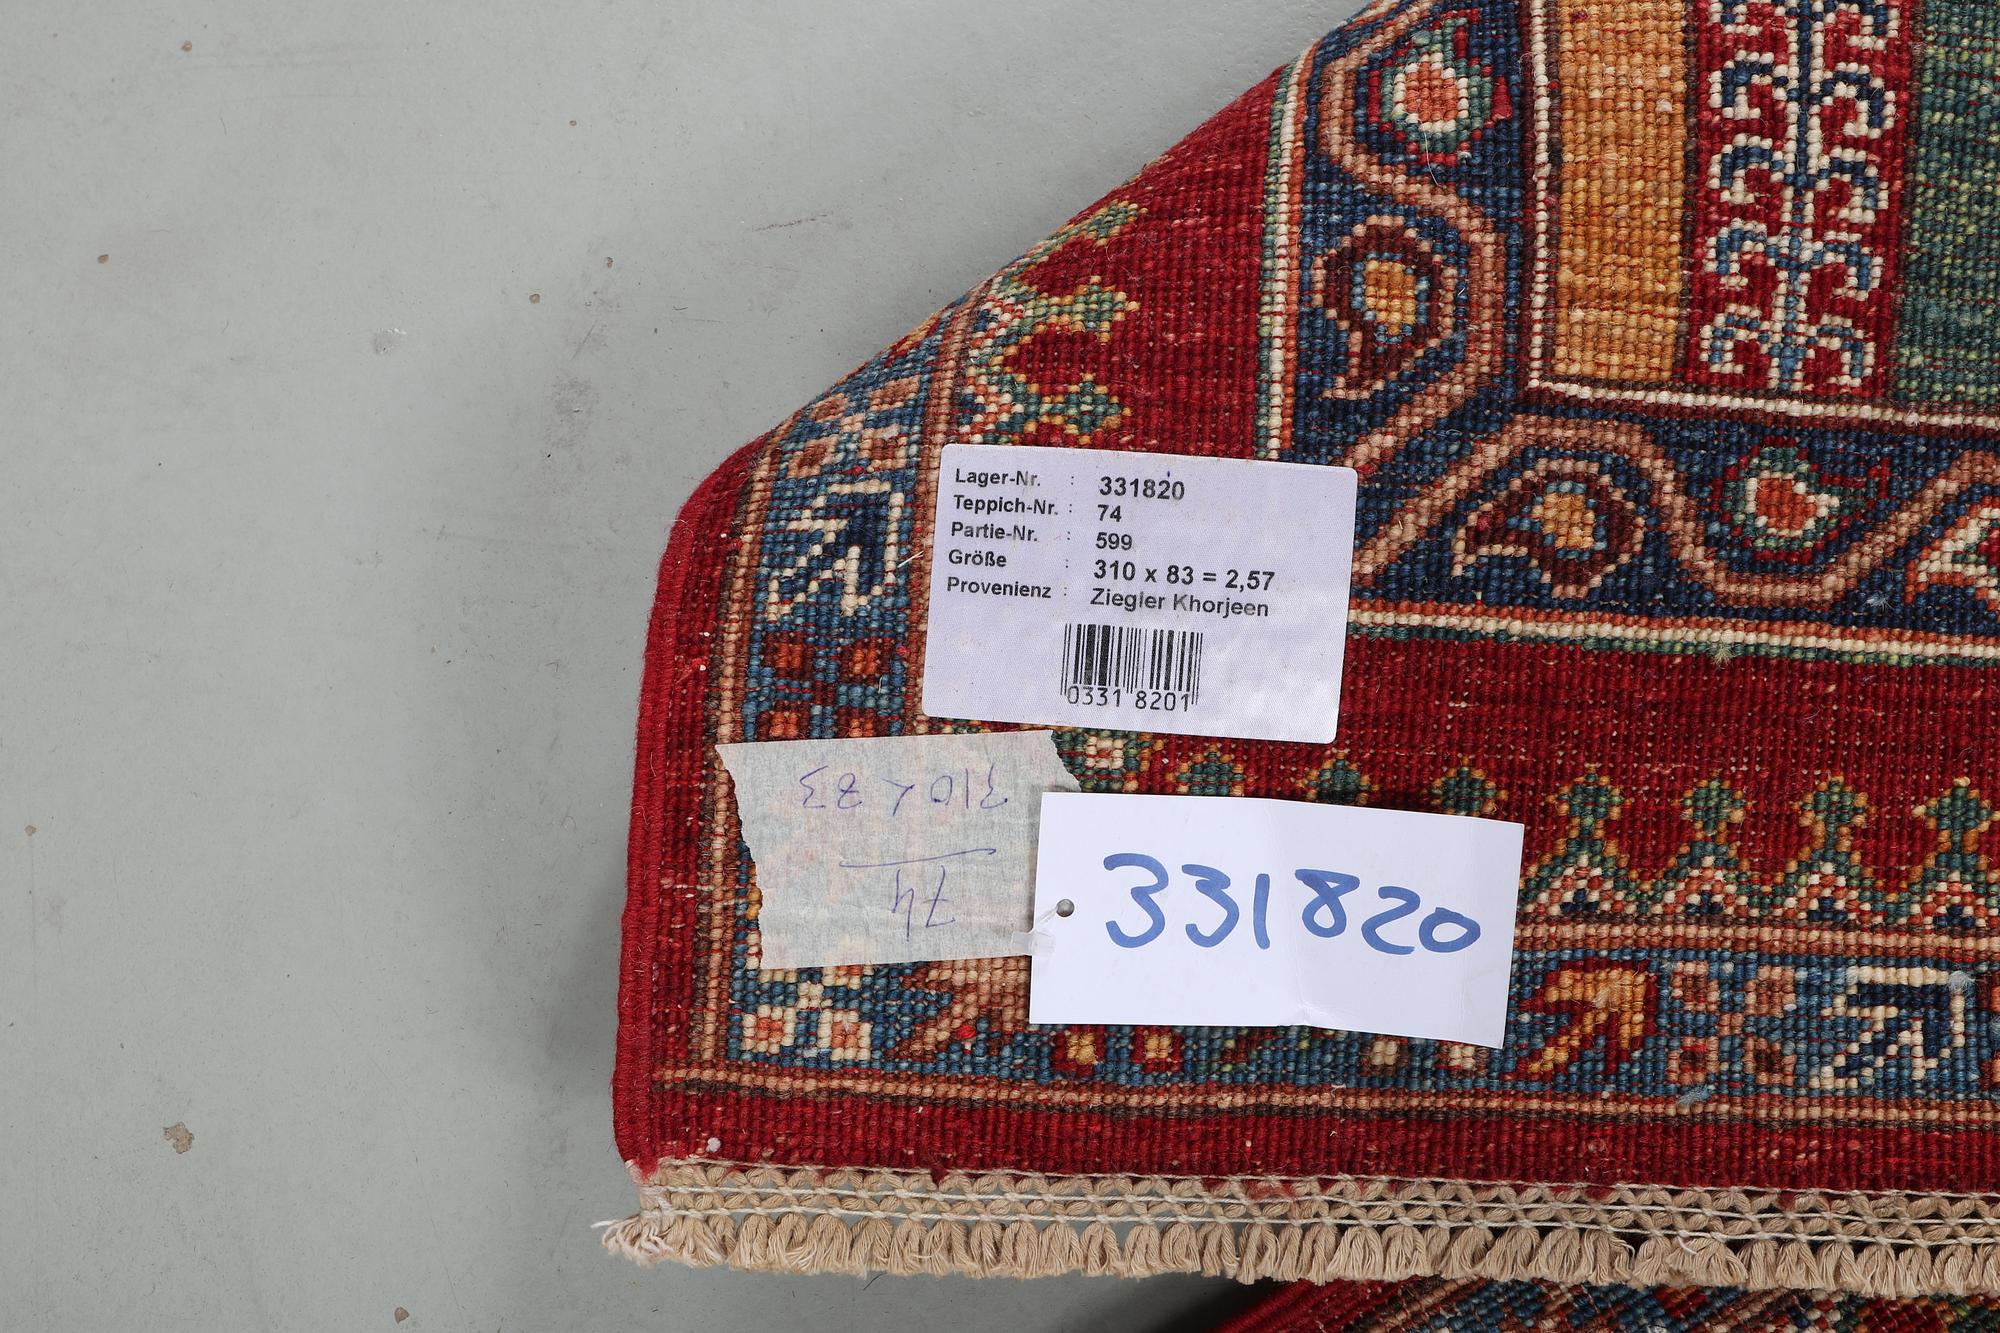 Lager-Nr. : 331820
Teppich-Nr. : 74
Partie-Nr. : 599
Größe : 310 x 83 = 2,57
Provenienz : Ziegler Khorjeen
0331 8201
74
310 x 83
331820